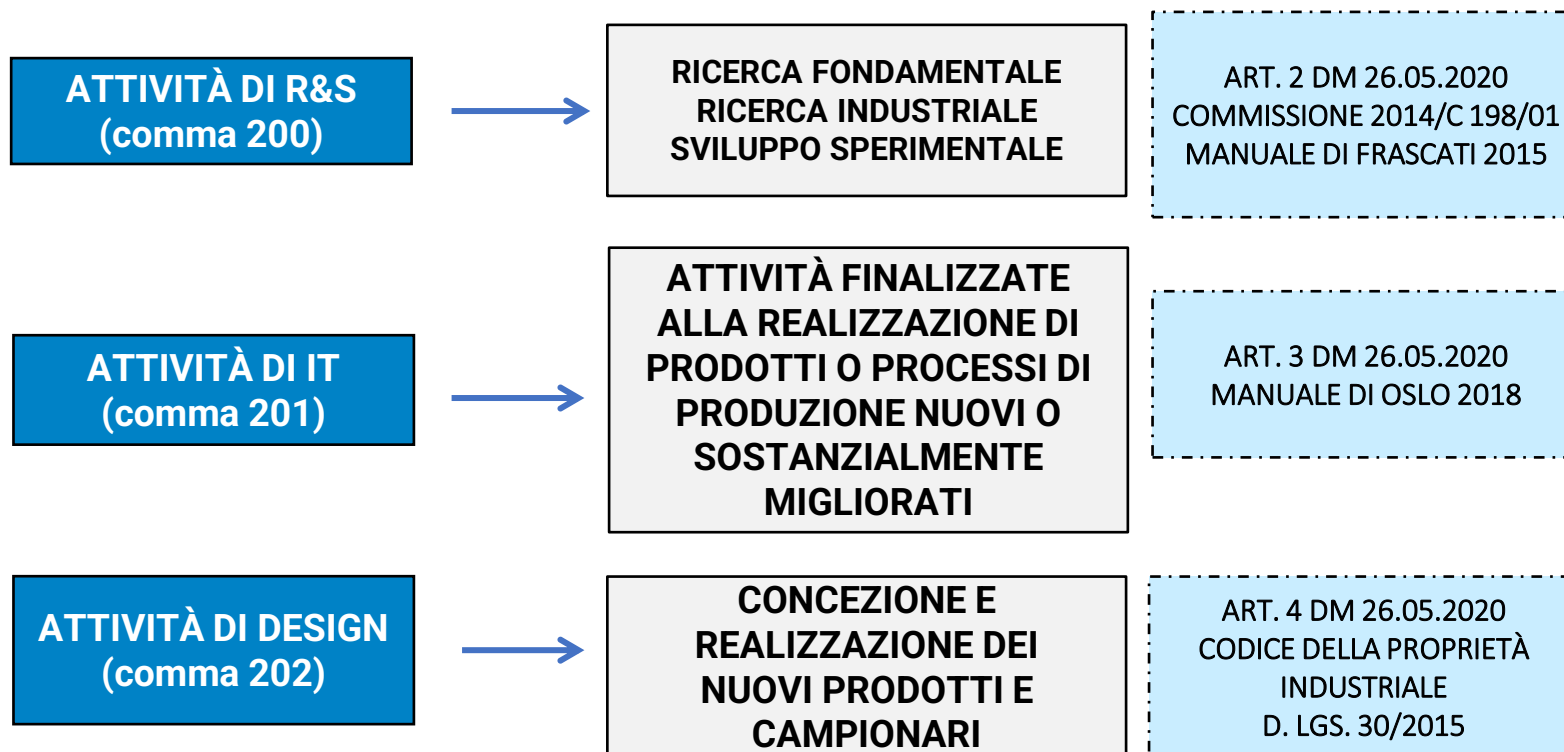 ATTIVITÀ DI R&S
(comma 200)
RICERCA FONDAMENTALE
RICERCA INDUSTRIALE
SVILUPPO SPERIMENTALE
ART. 2 DM 26.05.2020
COMMISSIONE 2014/C 198/01
MANUALE DI FRASCATI 2015
ATTIVITÀ DI IT
(comma 201)
ATTIVITÀ FINALIZZATE
ALLA REALIZZAZIONE DI
PRODOTTI O PROCESSI DI
PRODUZIONE NUOVI O
SOSTANZIALMENTE
MIGLIORATI
ART. 3 DM 26.05.2020
MANUALE DI OSLO 2018
ATTIVITÀ DI DESIGN
(comma 202)
CONCEZIONE E
REALIZZAZIONE DEI
NUOVI PRODOTTI E
CAMPIONARI
ART. 4 DM 26.05.2020
CODICE DELLA PROPRIETÀ
INDUSTRIALE
D. LGS. 30/2015